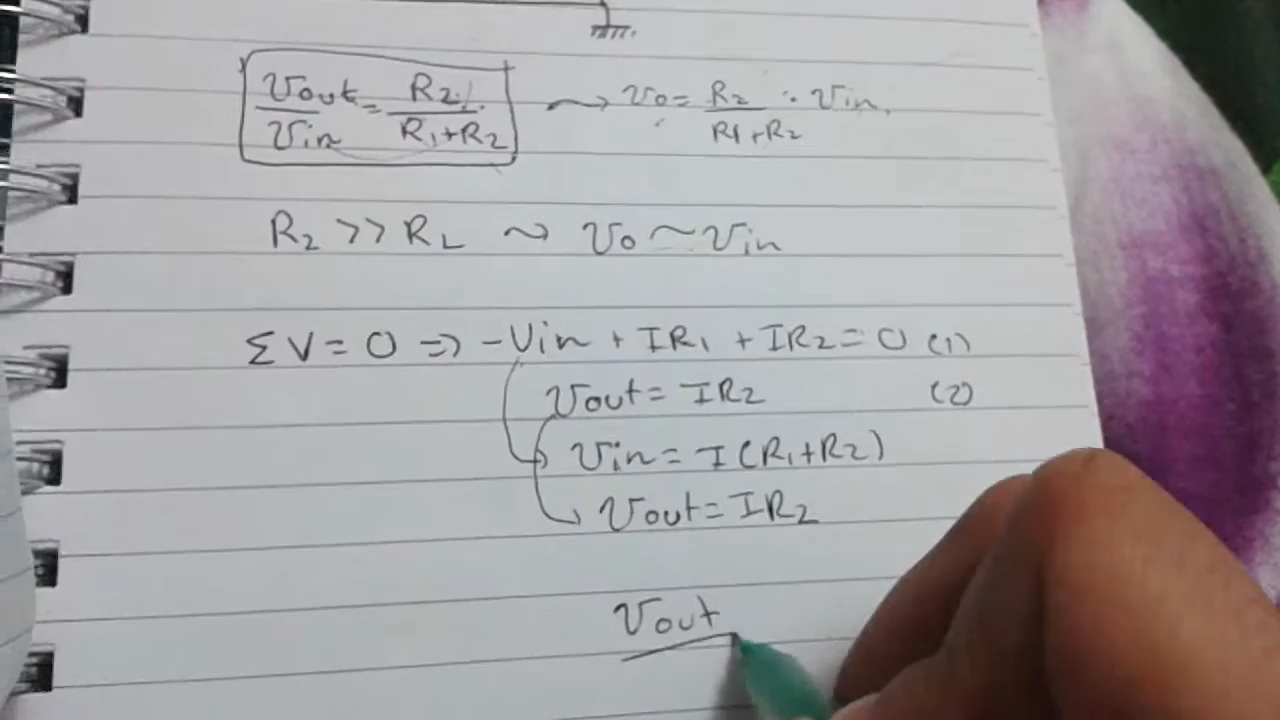 Vout/Vin = R2/(R1+R2) ⇝ Vo = R2/(R1+R2) · Vin
R2 >> RL ⇝ Vo ~ Vin
ΣV = 0 => -Vin + IR1 + IR2 = 0 (1)
Vout = IR2 (2)
Vin = I(R1+R2)
Vout = IR2
Vout